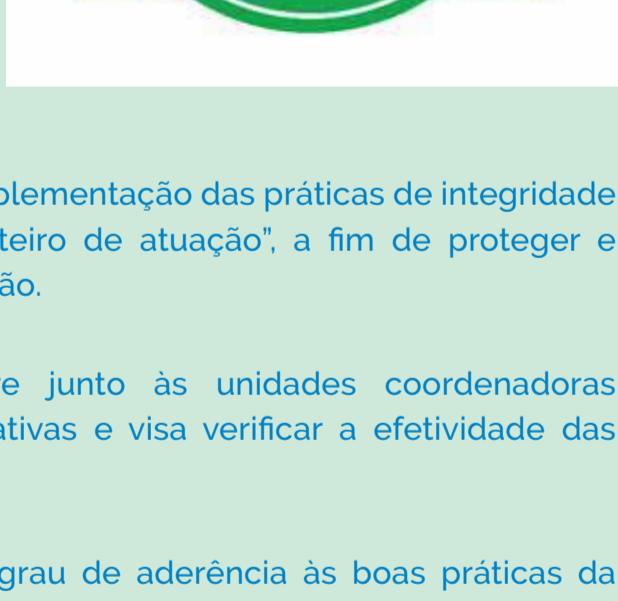 plementação das práticas de integridade
teiro de atuação”, a fim de proteger e
ão.
e junto às unidades coordenadoras
ativas e visa verificar a efetividade das
grau de aderência às boas práticas da